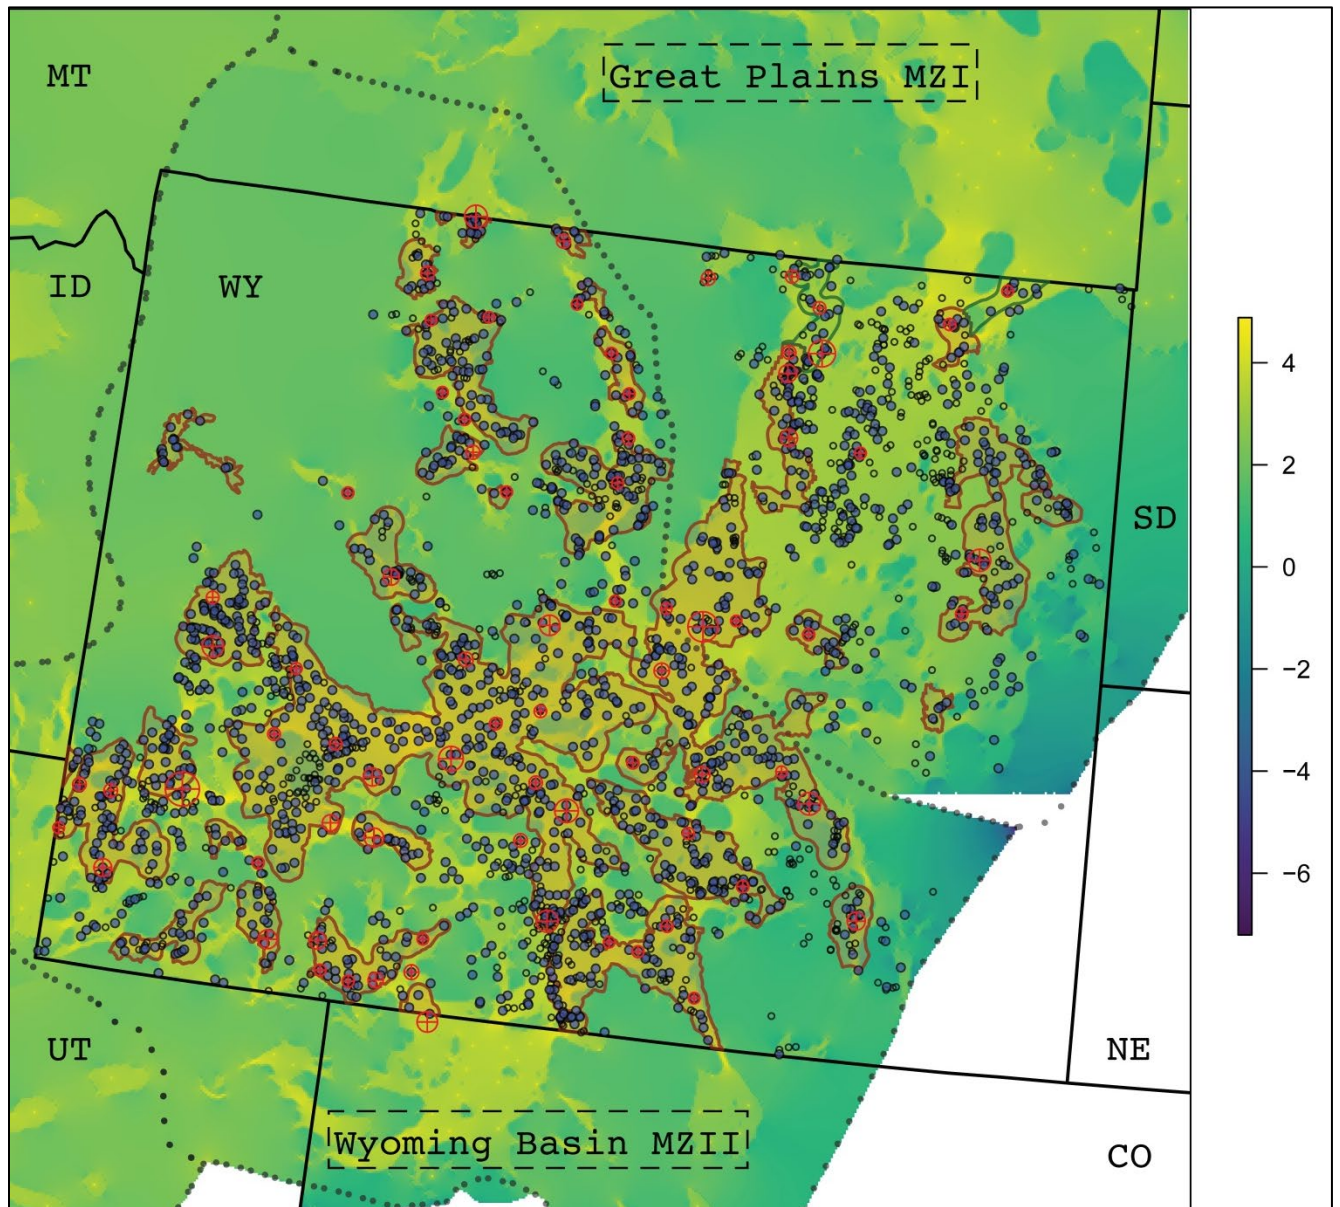 Great Plains MZI
MT
ID
WY
SD
UT
NE
Wyoming Basin MZII
CO
4
2
0
−2
−4
−6